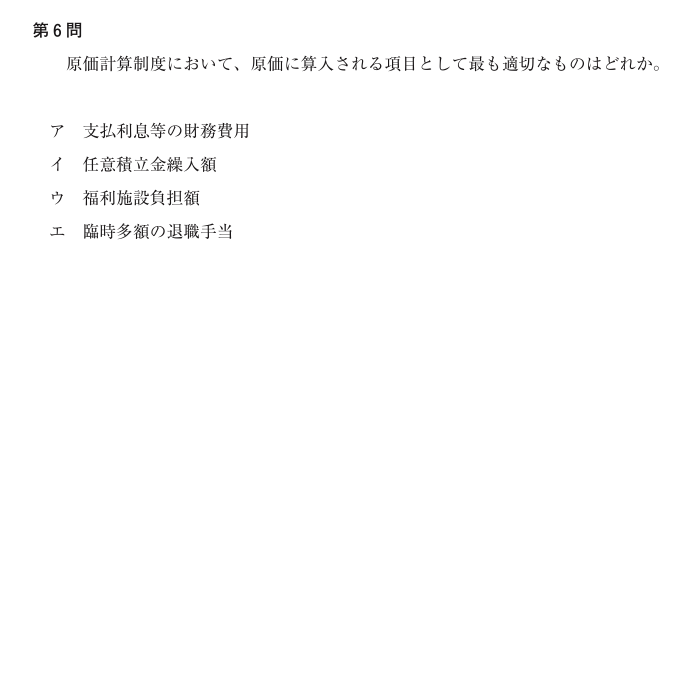 第6問
原価計算制度において、原価に算入される項目として最も適切なものはどれか。
ア 支払利息等の財務費用
イ 任意積立金繰入額
ウ 福利施設負担額
エ 臨時多額の退職手当